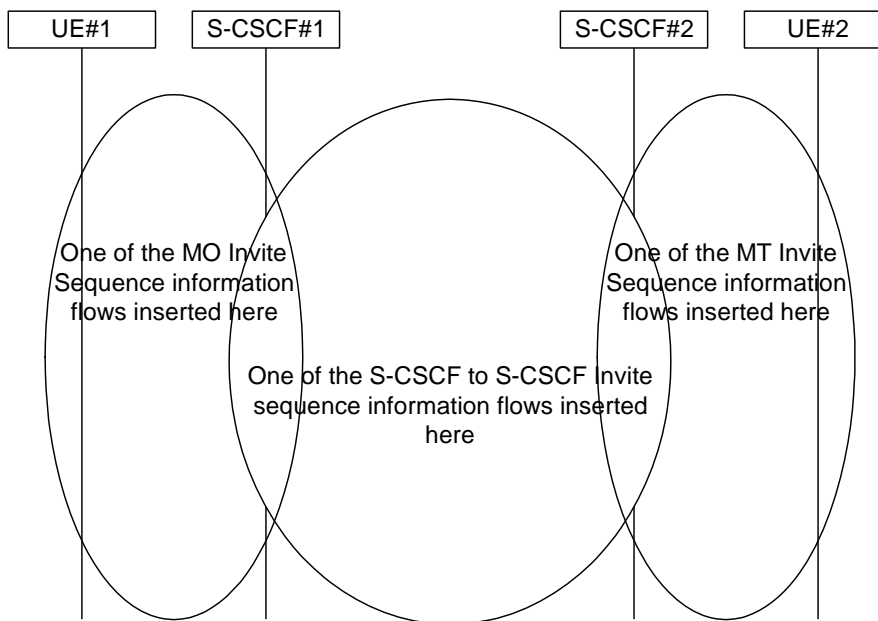 UE#1
S-CSCF#1
S-CSCF#2
UE#2
One of the MO Invite
Sequence information
flows inserted here
One of the MT Invite
Sequence information
flows inserted here
One of the S-CSCF to S-CSCF Invite
sequence information flows inserted
here